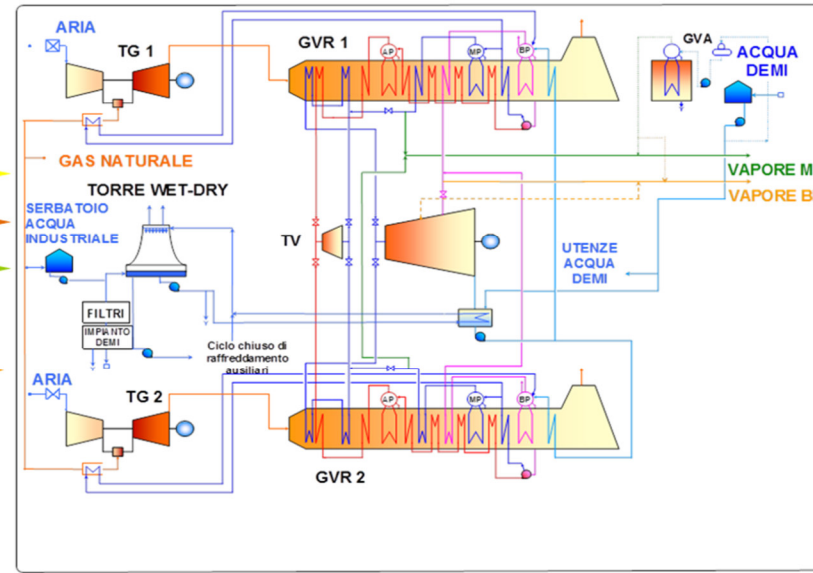 ARIA
TG 1
GVR 1
AP
MP
BP
GVA
ACQUA
DEMI
GAS NATURALE
VAPORE M
VAPORE B
TORRE WET-DRY
SERBATOIO
ACQUA
INDUSTRIALE
TV
UTENZE
ACQUA
DEMI
FILTRI
IMPIANTO
DEMI
Ciclo chiuso di
raffreddamento
ausiliari
ARIA
TG 2
AP
MP
BP
GVR 2